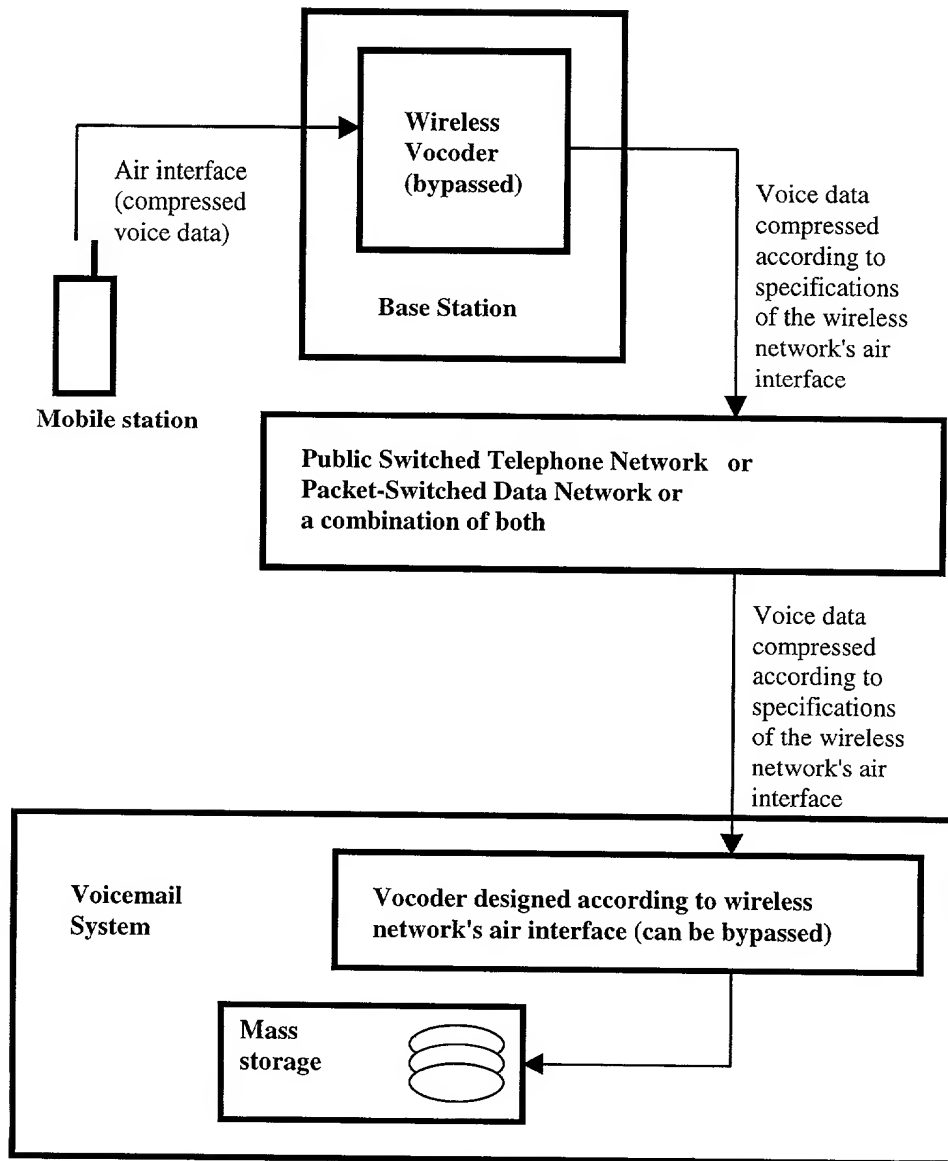 Wireless
Vocoder
(bypassed)
Air interface
(compressed
voice data)
Base Station
Mobile station
Voice data
compressed
according to
specifications
of the wireless
network's air
interface
Public Switched Telephone Network or
Packet-Switched Data Network or
a combination of both
Voice data
compressed
according to
specifications
of the wireless
network's air
interface
Voicemail
System
Vocoder designed according to wireless
network's air interface (can be bypassed)
Mass
storage